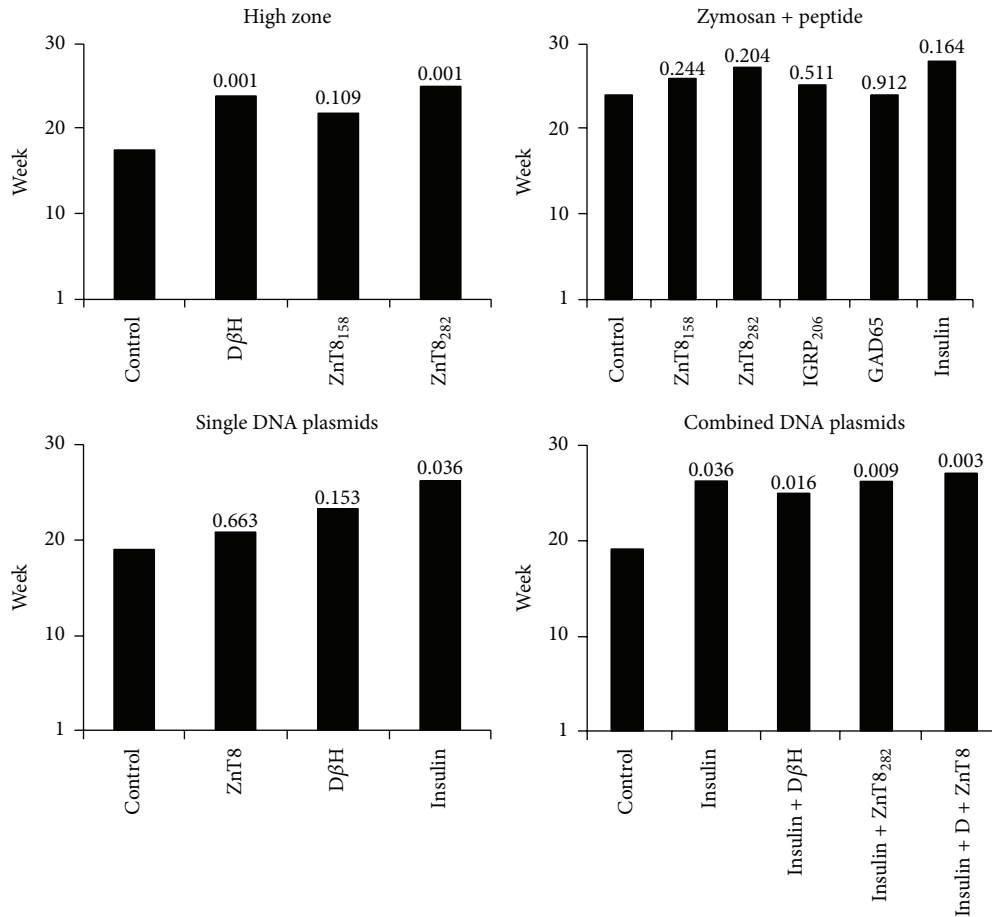 High zone
30
20
10
1
Week
0.001
0.109
0.001
Control
DβH
ZnT8₁₅₈
ZnT8₂₈₂
Zymosan + peptide
30
20
10
1
Week
0.244
0.204
0.511
0.912
0.164
Control
ZnT8₁₅₈
ZnT8₂₈₂
IGRP₂₀₆
GAD65
Insulin
Single DNA plasmids
30
20
10
1
Week
0.663
0.153
0.036
Control
ZnT8
DβH
Insulin
Combined DNA plasmids
30
20
10
1
Week
0.036
0.016
0.009
0.003
Control
Insulin
Insulin + DβH
Insulin + ZnT8₂₈₂
Insulin + D + ZnT8